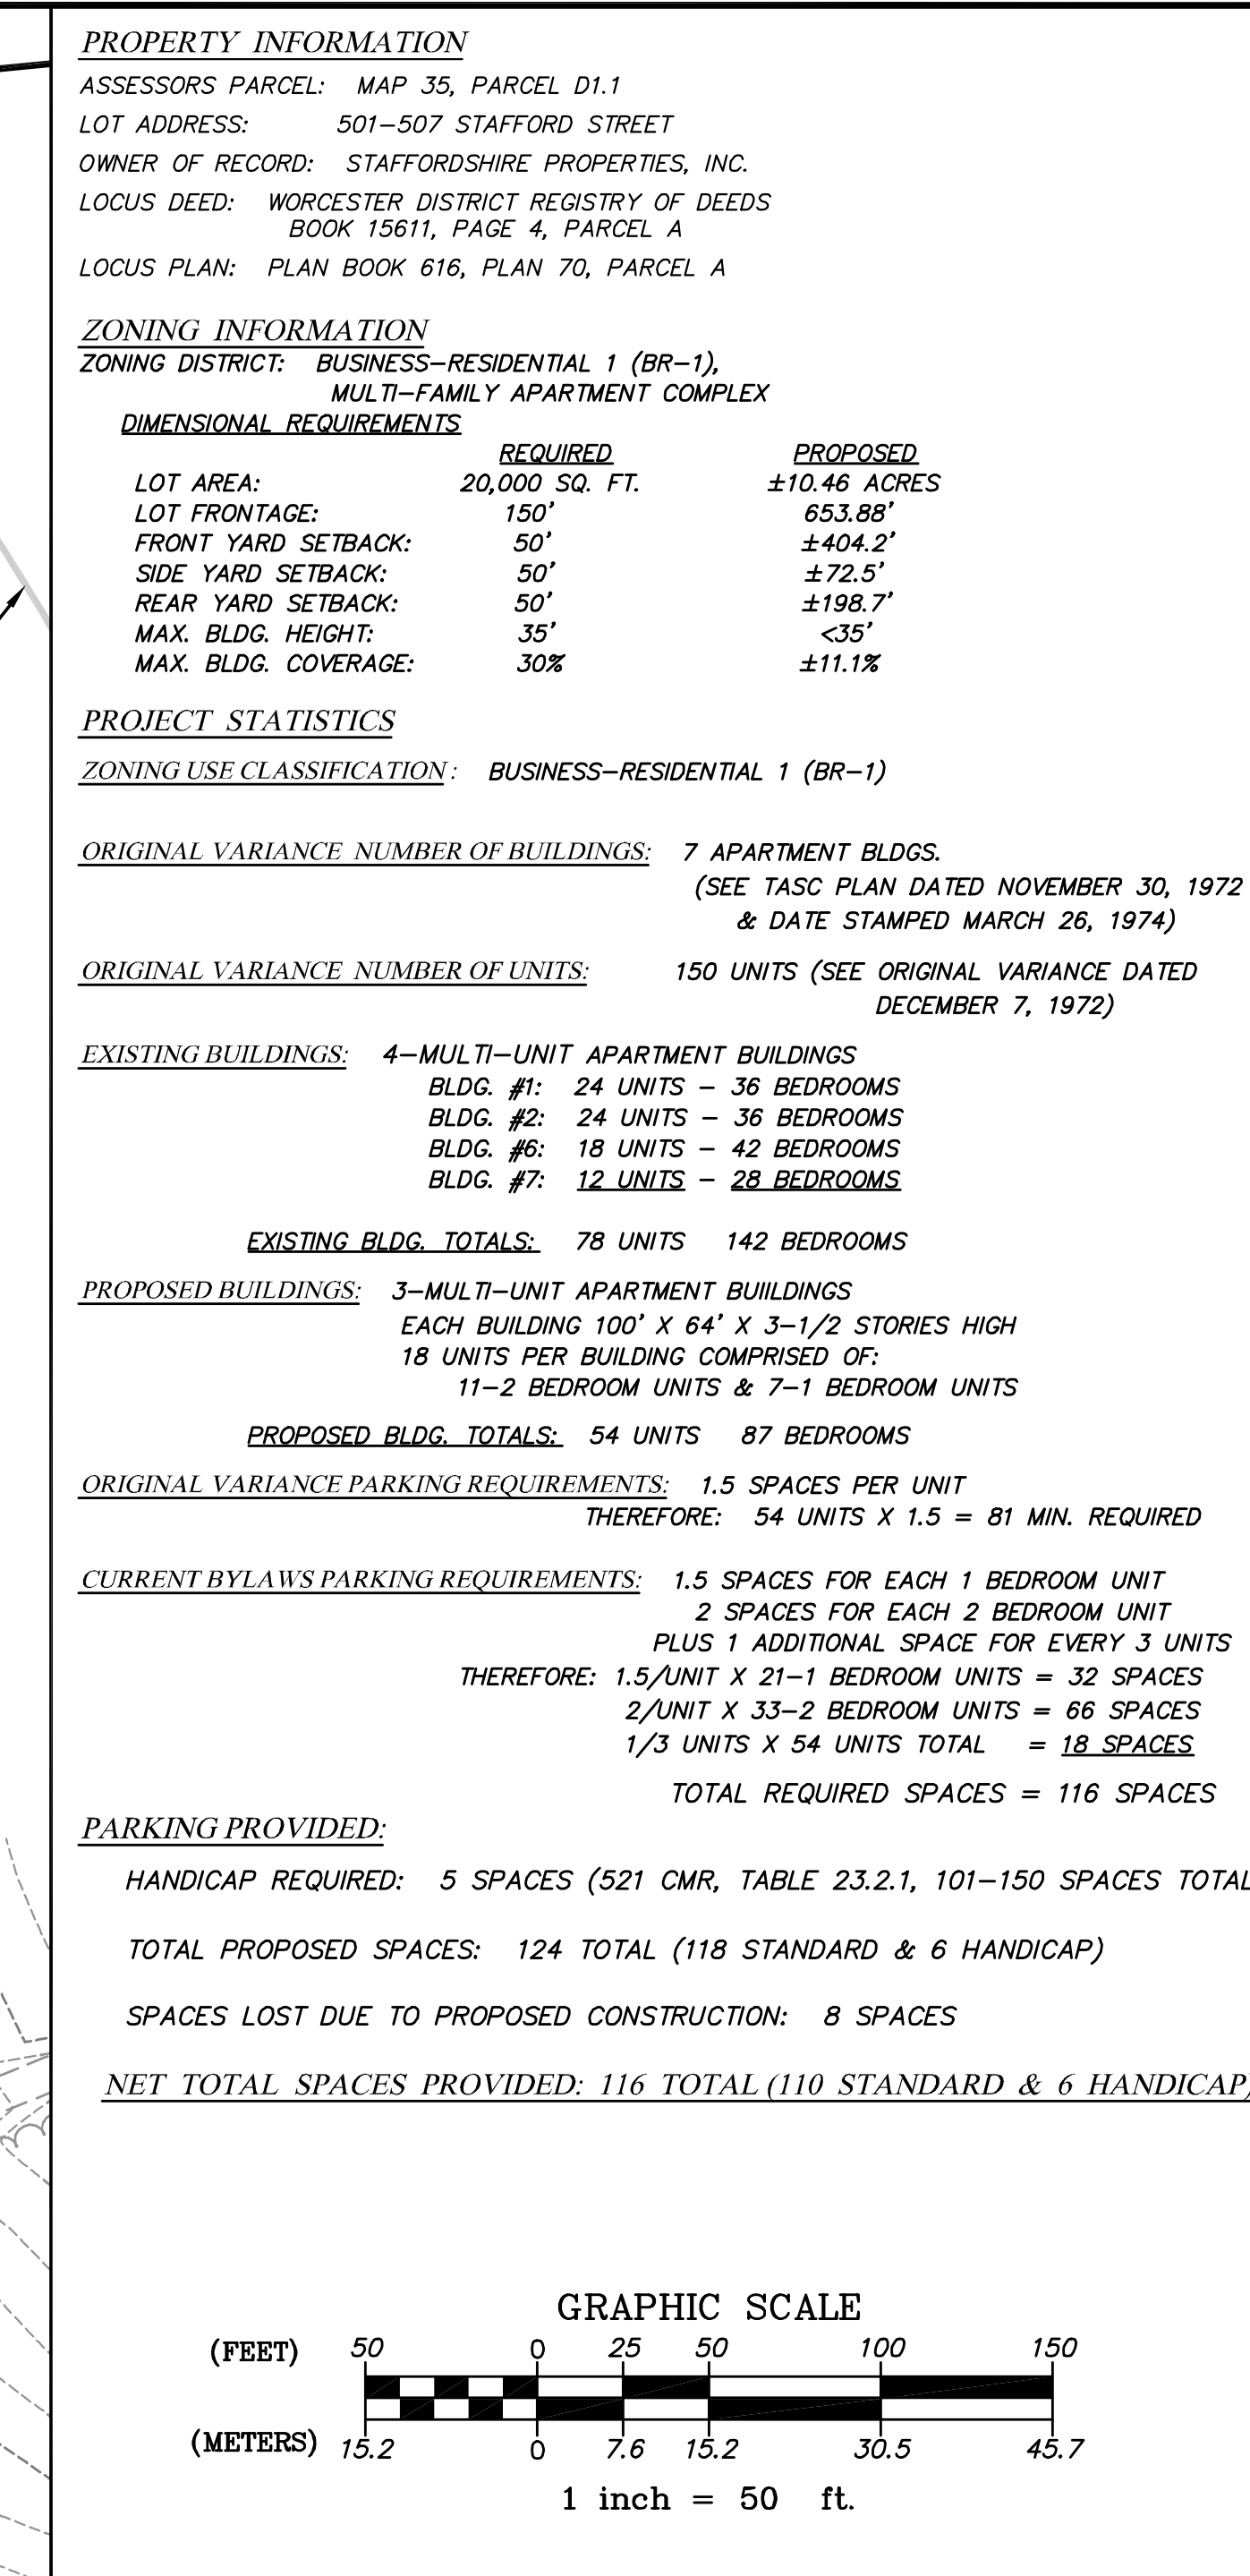 PROPERTY INFORMATION
ASSESSORS PARCEL: MAP 35, PARCEL D1.1
LOT ADDRESS: 501-507 STAFFORD STREET
OWNER OF RECORD: STAFFORDSHIRE PROPERTIES, INC.
LOCUS DEED: WORCESTER DISTRICT REGISTRY OF DEEDS
BOOK 15611, PAGE 4, PARCEL A
LOCUS PLAN: PLAN BOOK 616, PLAN 70, PARCEL A
ZONING INFORMATION
ZONING DISTRICT: BUSINESS-RESIDENTIAL 1 (BR-1),
MULTI-FAMILY APARTMENT COMPLEX
DIMENSIONAL REQUIREMENTS
REQUIRED PROPOSED
LOT AREA: 20,000 SQ. FT. ±10.46 ACRES
LOT FRONTAGE: 150' 653.88'
FRONT YARD SETBACK: 50' ±404.2'
SIDE YARD SETBACK: 50' ±72.5'
REAR YARD SETBACK: 50' ±198.7'
MAX. BLDG. HEIGHT: 35' <35'
MAX. BLDG. COVERAGE: 30% ±11.1%
PROJECT STATISTICS
ZONING USE CLASSIFICATION: BUSINESS-RESIDENTIAL 1 (BR-1)
ORIGINAL VARIANCE NUMBER OF BUILDINGS: 7 APARTMENT BLDGS.
(SEE TASC PLAN DATED NOVEMBER 30, 1972
& DATE STAMPED MARCH 26, 1974)
ORIGINAL VARIANCE NUMBER OF UNITS: 150 UNITS (SEE ORIGINAL VARIANCE DATED
DECEMBER 7, 1972)
EXISTING BUILDINGS: 4-MULTI-UNIT APARTMENT BUILDINGS
BLDG. #1: 24 UNITS - 36 BEDROOMS
BLDG. #2: 24 UNITS - 36 BEDROOMS
BLDG. #6: 18 UNITS - 42 BEDROOMS
BLDG. #7: 12 UNITS - 28 BEDROOMS
EXISTING BLDG. TOTALS: 78 UNITS 142 BEDROOMS
PROPOSED BUILDINGS: 3-MULTI-UNIT APARTMENT BUIILDINGS
EACH BUILDING 100' X 64' X 3-1/2 STORIES HIGH
18 UNITS PER BUILDING COMPRISED OF:
11-2 BEDROOM UNITS & 7-1 BEDROOM UNITS
PROPOSED BLDG. TOTALS: 54 UNITS 87 BEDROOMS
ORIGINAL VARIANCE PARKING REQUIREMENTS: 1.5 SPACES PER UNIT
THEREFORE: 54 UNITS X 1.5 = 81 MIN. REQUIRED
CURRENT BYLAWS PARKING REQUIREMENTS: 1.5 SPACES FOR EACH 1 BEDROOM UNIT
2 SPACES FOR EACH 2 BEDROOM UNIT
PLUS 1 ADDITIONAL SPACE FOR EVERY 3 UNITS
THEREFORE: 1.5/UNIT X 21-1 BEDROOM UNITS = 32 SPACES
2/UNIT X 33-2 BEDROOM UNITS = 66 SPACES
1/3 UNITS X 54 UNITS TOTAL = 18 SPACES
TOTAL REQUIRED SPACES = 116 SPACES
PARKING PROVIDED:
HANDICAP REQUIRED: 5 SPACES (521 CMR, TABLE 23.2.1, 101-150 SPACES TOTAL
TOTAL PROPOSED SPACES: 124 TOTAL (118 STANDARD & 6 HANDICAP)
SPACES LOST DUE TO PROPOSED CONSTRUCTION: 8 SPACES
NET TOTAL SPACES PROVIDED: 116 TOTAL (110 STANDARD & 6 HANDICAP)
GRAPHIC SCALE
(FEET) 50 0 25 50 100 150
(METERS) 15.2 0 7.6 15.2 30.5 45.7
1 inch = 50 ft.